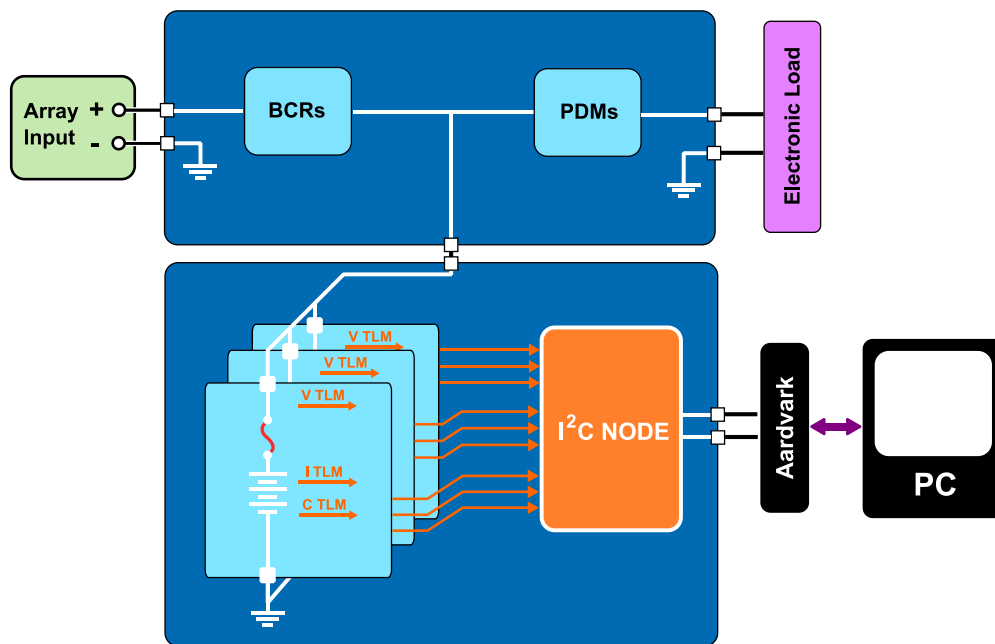 Array +
Input -
BCRs
PDMs
Electronic Load
V TLM
V TLM
V TLM
I TLM
C TLM
I²C NODE
Aardvark
PC